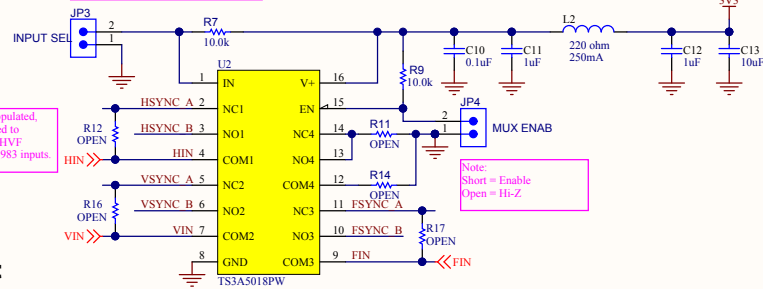 3V3
JP3
2
INPUT SEL
1
R7
10.0k
L2
220 ohm
250mA
C10
0.1uF
C11
1uF
C12
1uF
C13
10uF
R9
10.0k
U2
1 IN
V+ 16
EN 15
HSYNC_A 2 NC1
NC4 14
HSYNC_B 3 NO1
NO4 13
HIN 4 COM1
COM4 12
VSYNC_A 5 NC2
NC3 11 FSYNC_A
VSYNC_B 6 NO2
NO3 10 FSYNC_B
VIN 7 COM2
COM3 9 FIN
8 GND
TS3A5018PW
R12
OPEN
HIN
R16
OPEN
VIN
R11
OPEN
R14
OPEN
R17
OPEN
FIN
JP4
2
1
MUX ENAB
Note:
Short = Enable
Open = Hi-Z
opulated,
ed to
HVF
983 inputs.